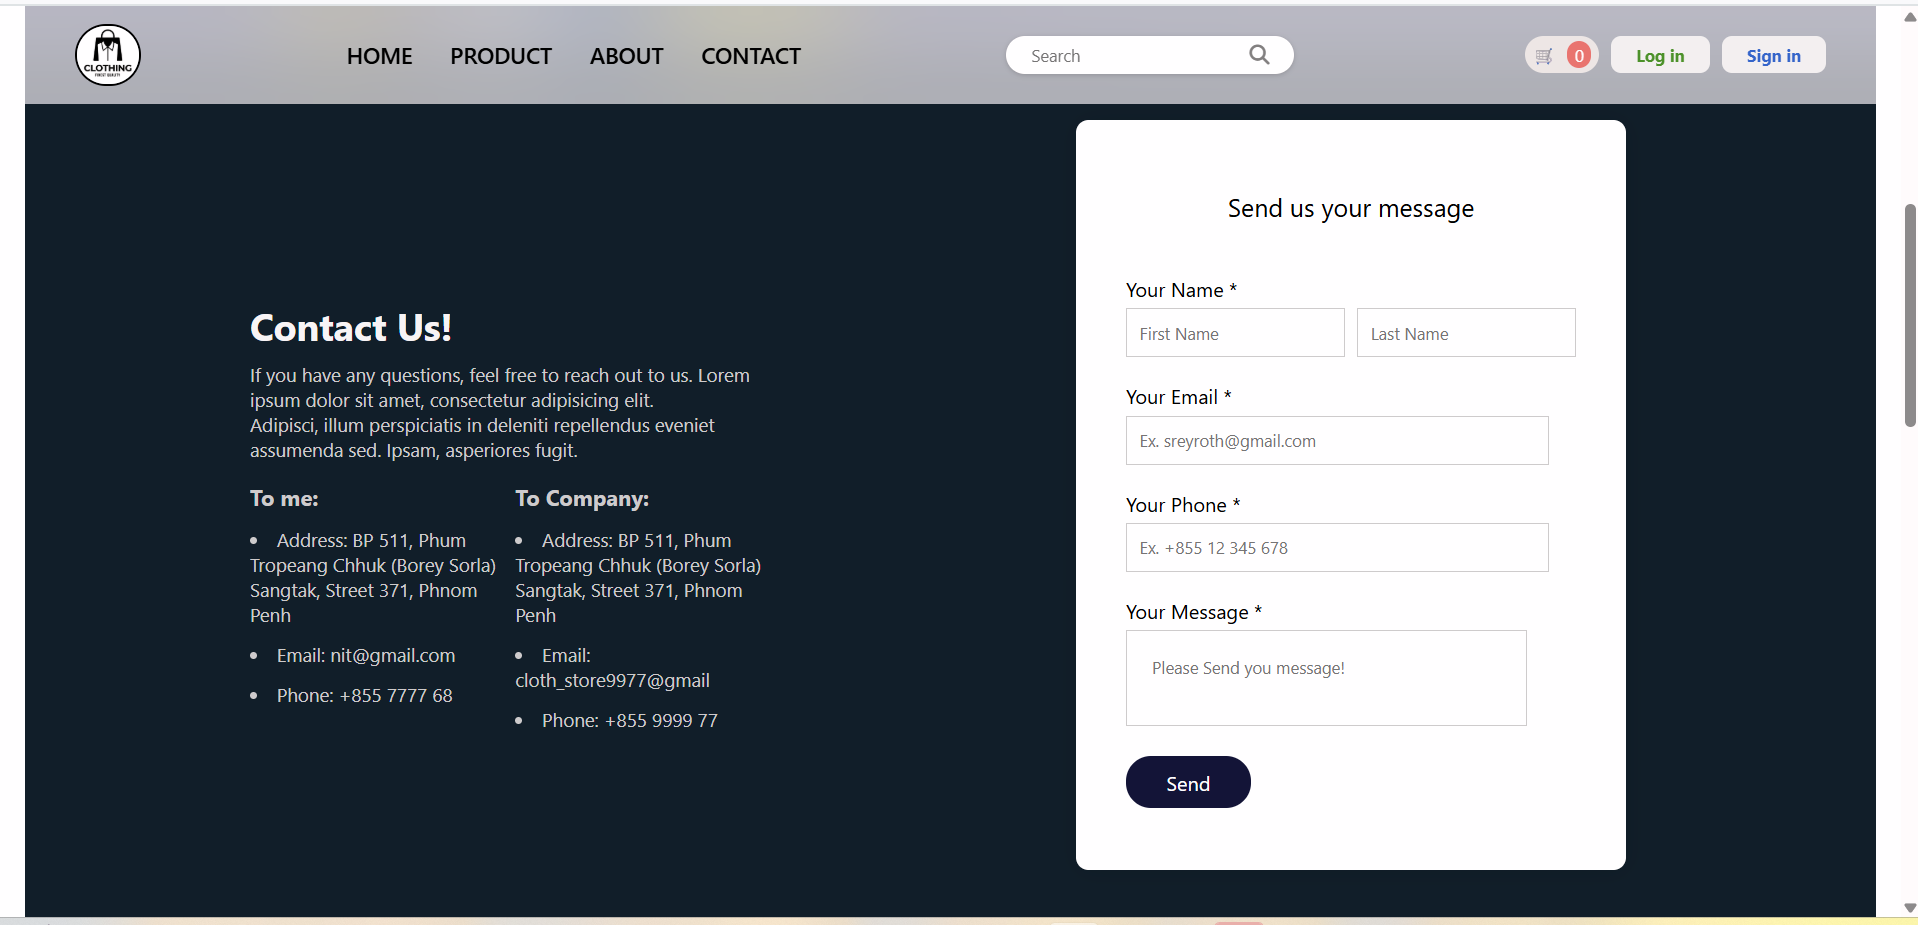 CLOTHING
FINEST QUALITY
HOME PRODUCT ABOUT CONTACT
Search
0
Log in
Sign in
Contact Us!
If you have any questions, feel free to reach out to us. Lorem
ipsum dolor sit amet, consectetur adipisicing elit.
Adipisci, illum perspiciatis in deleniti repellendus eveniet
assumenda sed. Ipsam, asperiores fugit.
To me:
• Address: BP 511, Phum
Tropeang Chhuk (Borey Sorla)
Sangtak, Street 371, Phnom
Penh
• Email: nit@gmail.com
• Phone: +855 7777 68
To Company:
• Address: BP 511, Phum
Tropeang Chhuk (Borey Sorla)
Sangtak, Street 371, Phnom
Penh
• Email:
cloth_store9977@gmail
• Phone: +855 9999 77
Send us your message
Your Name *
First Name
Last Name
Your Email *
Ex. sreyroth@gmail.com
Your Phone *
Ex. +855 12 345 678
Your Message *
Please Send you message!
Send